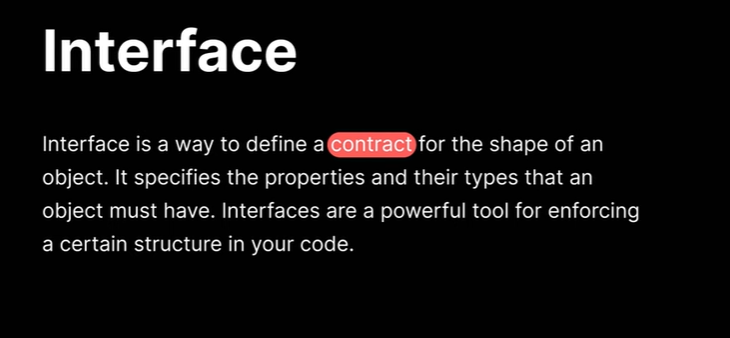 Interface
Interface is a way to define a contract for the shape of an
object. It specifies the properties and their types that an
object must have. Interfaces are a powerful tool for enforcing
a certain structure in your code.